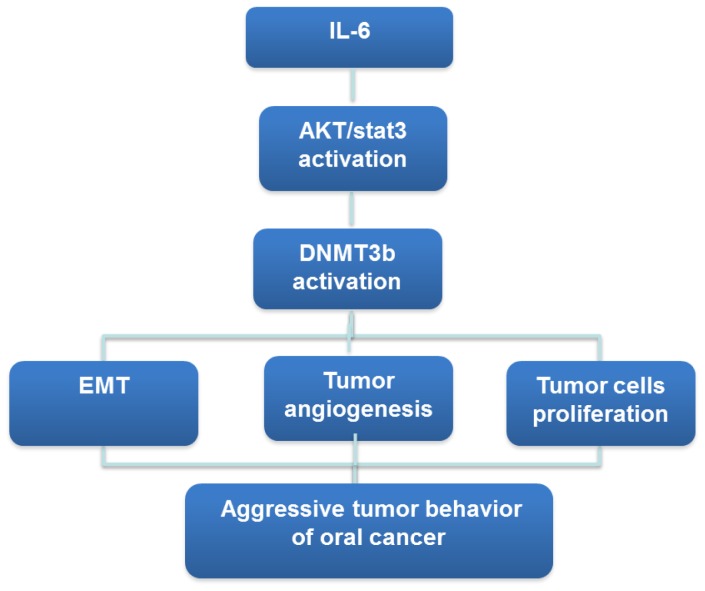 IL-6
AKT/stat3
activation
DNMT3b
activation
EMT
Tumor
angiogenesis
Tumor cells
proliferation
Aggressive tumor behavior
of oral cancer